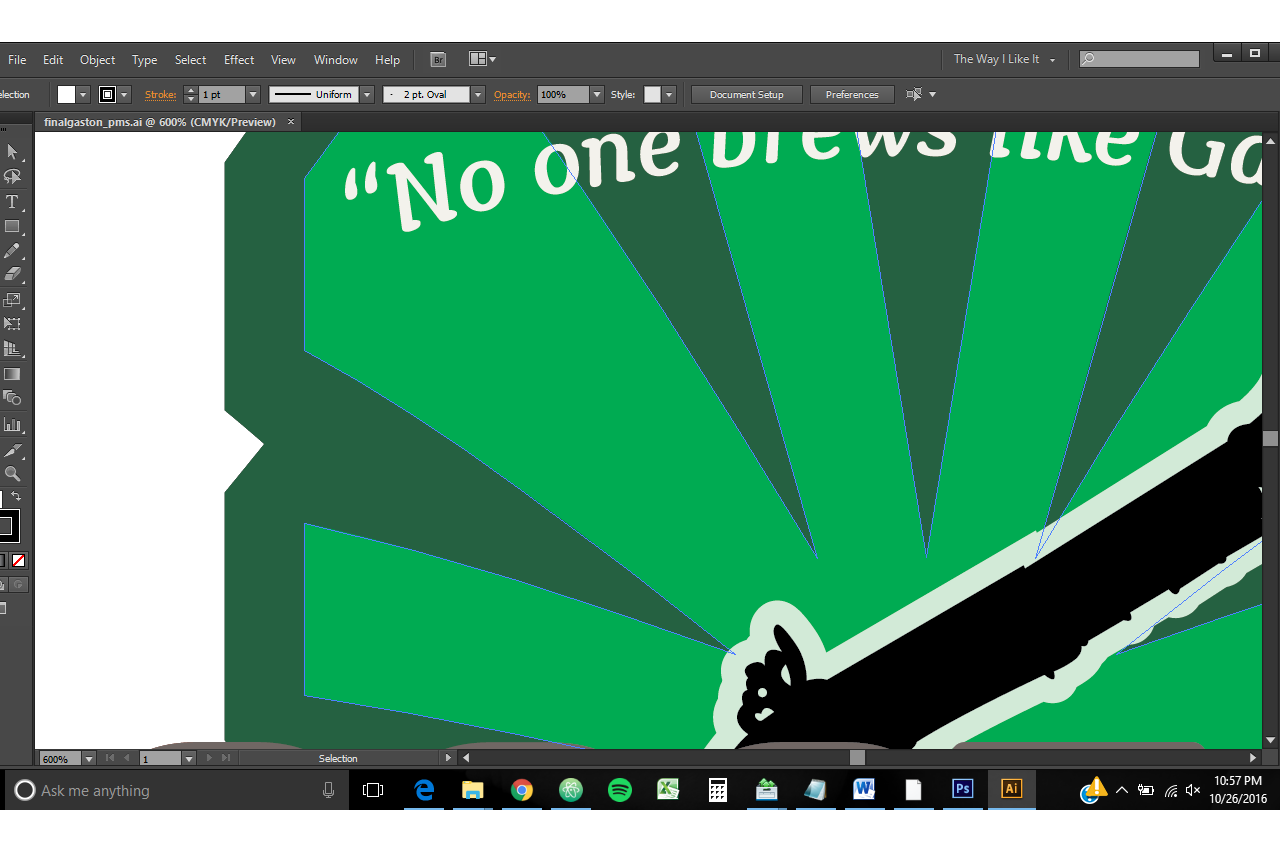 File Edit Object Type Select Effect View Window Help Br The Way I Like It
election Stroke: 1 pt Uniform 2 pt. Oval Opacity: 100% Style: Document Setup Preferences
finalgaston_pms.ai @ 600% (CMYK/Preview) ×
“No one brews like Ga
T
600% 1 Selection
Ask me anything Ps Ai 10:57 PM
10/26/2016